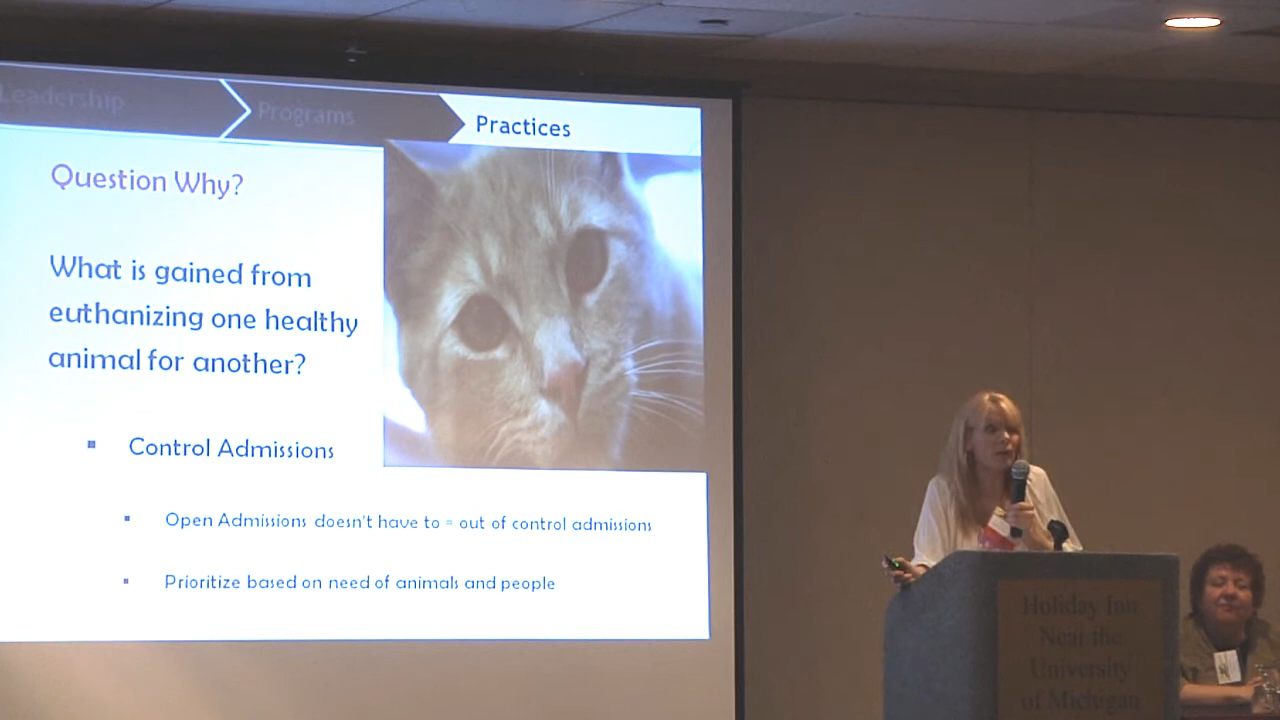 Leadership
Programs
Practices
Question Why?
What is gained from
euthanizing one healthy
animal for another?
Control Admissions
Open Admissions doesn't have to = out of control admissions
Prioritize based on need of animals and people
Holiday Inn
Near the
University
of Michigan